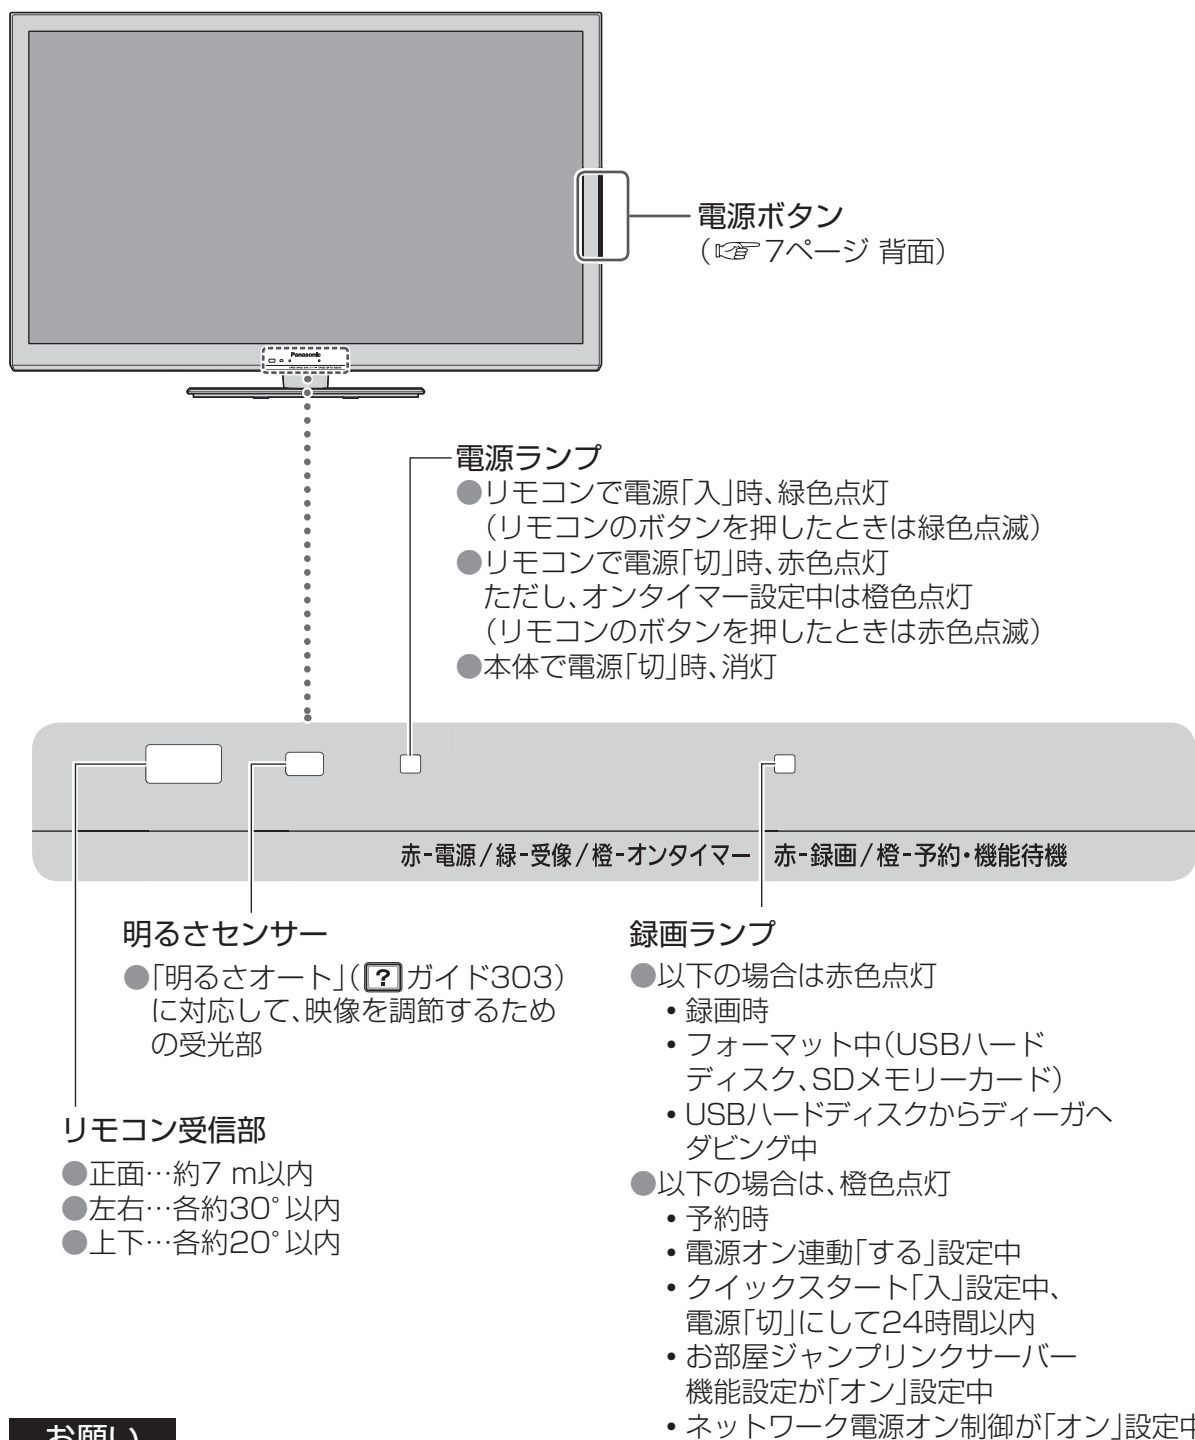 Panasonic
電源ボタン
（☞7ページ 背面）
電源ランプ
●リモコンで電源｢入｣時､緑色点灯
（リモコンのボタンを押したときは緑色点滅）
●リモコンで電源｢切｣時､赤色点灯
ただし､オンタイマー設定中は橙色点灯
（リモコンのボタンを押したときは赤色点滅）
●本体で電源｢切｣時､消灯
赤-電源/緑-受像/橙-オンタイマー
赤-録画/橙-予約･機能待機
明るさセンサー
●｢明るさオート｣(?ガイド303)
に対応して､映像を調節するため
の受光部
リモコン受信部
●正面…約7 m以内
●左右…各約30°以内
●上下…各約20°以内
録画ランプ
●以下の場合は赤色点灯
• 録画時
• フォーマット中(USBハード
ディスク､SDメモリーカード)
• USBハードディスクからディーガへ
ダビング中
●以下の場合は､橙色点灯
• 予約時
• 電源オン連動｢する｣設定中
• クイックスタート｢入｣設定中､
電源｢切｣にして24時間以内
• お部屋ジャンプリンクサーバー
機能設定が｢オン｣設定中
• ネットワーク電源オン制御が｢オン｣設定中
お願い